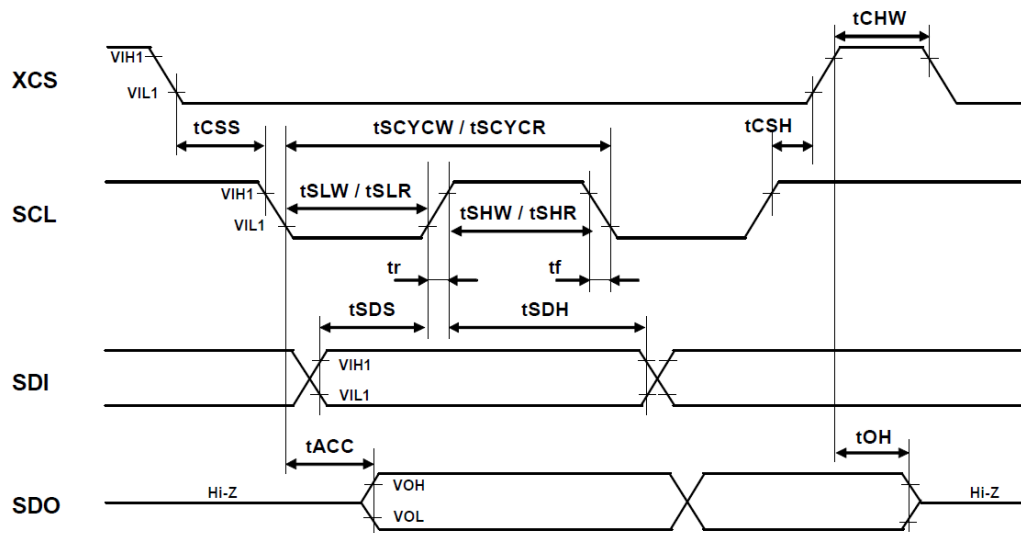 tCHW
VIH1
XCS
VIL1
tCSS
tSCYCW / tSCYCR
tCSH
VIH1
tSLW / tSLR
SCL
tSHW / tSHR
VIL1
tr
tf
tSDS
tSDH
VIH1
SDI
VIL1
tACC
tOH
Hi-Z
VOH
Hi-Z
SDO
VOL